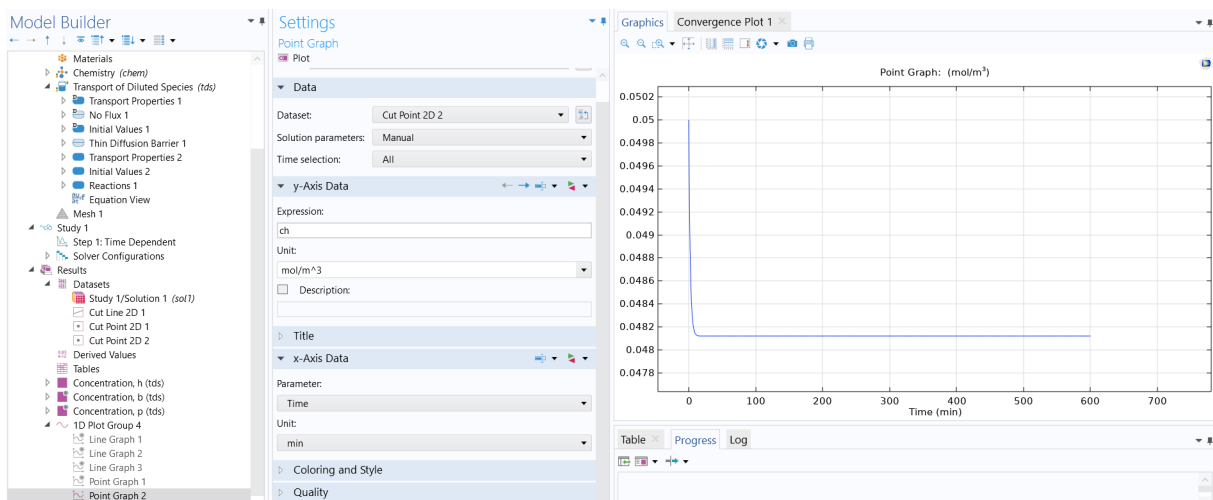 Model Builder
Materials
Chemistry (chem)
Transport of Diluted Species (tds)
Transport Properties 1
No Flux 1
Initial Values 1
Thin Diffusion Barrier 1
Transport Properties 2
Initial Values 2
Reactions 1
Equation View
Mesh 1
Study 1
Step 1: Time Dependent
Solver Configurations
Results
Datasets
Study 1/Solution 1 (sol1)
Cut Line 2D 1
Cut Point 2D 1
Cut Point 2D 2
Derived Values
Tables
Concentration, h (tds)
Concentration, b (tds)
Concentration, p (tds)
1D Plot Group 4
Line Graph 1
Line Graph 2
Line Graph 3
Point Graph 1
Point Graph 2
Settings
Point Graph
Plot
Data
Dataset: Cut Point 2D 2
Solution parameters: Manual
Time selection: All
y-Axis Data
Expression:
ch
Unit:
mol/m^3
Description:
Title
x-Axis Data
Parameter:
Time
Unit:
min
Coloring and Style
Quality
Graphics Convergence Plot 1
Point Graph: (mol/m³)
0.0502
0.05
0.0498
0.0496
0.0494
0.0492
0.049
0.0488
0.0486
0.0484
0.0482
0.048
0.0478
0 100 200 300 400 500 600 700
Time (min)
Table Progress Log